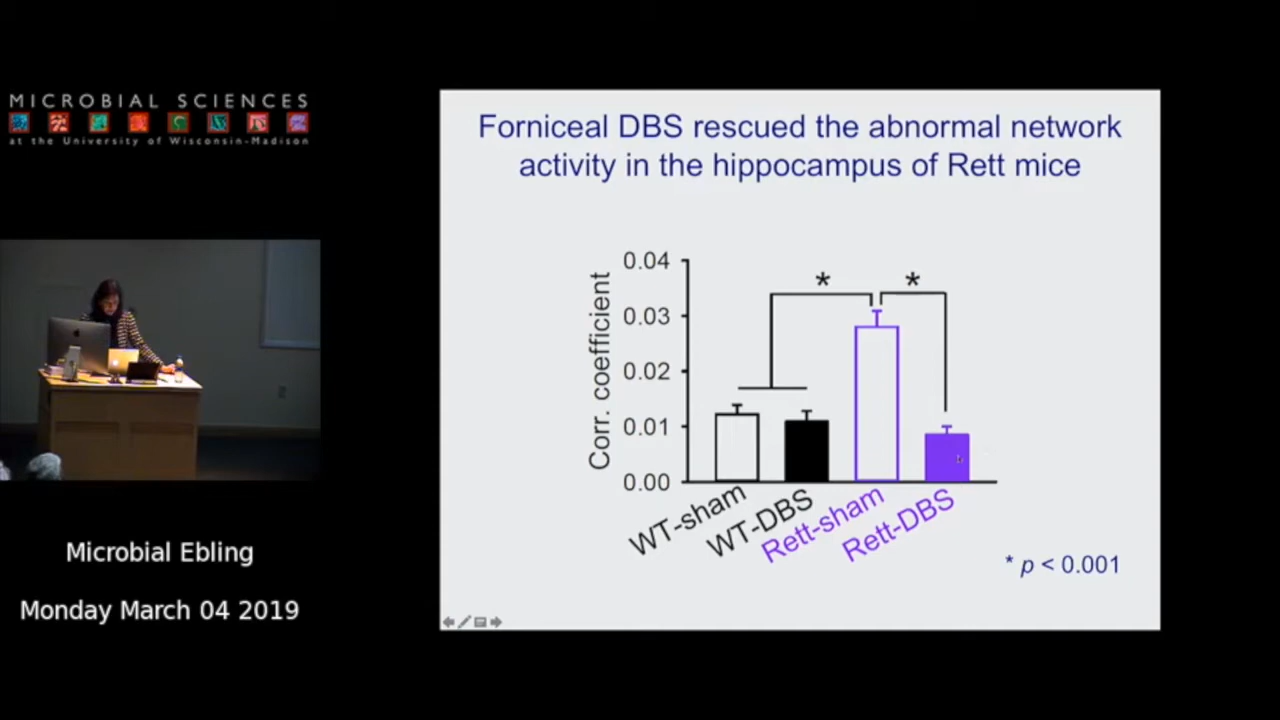 MICROBIAL SCIENCES
at the University of Wisconsin-Madison
Microbial Ebling
Monday March 04 2019
Forniceal DBS rescued the abnormal network
activity in the hippocampus of Rett mice
Corr. coefficient
0.04
0.03
0.02
0.01
0.00
*
*
WT-sham
WT-DBS
Rett-sham
Rett-DBS
* p < 0.001